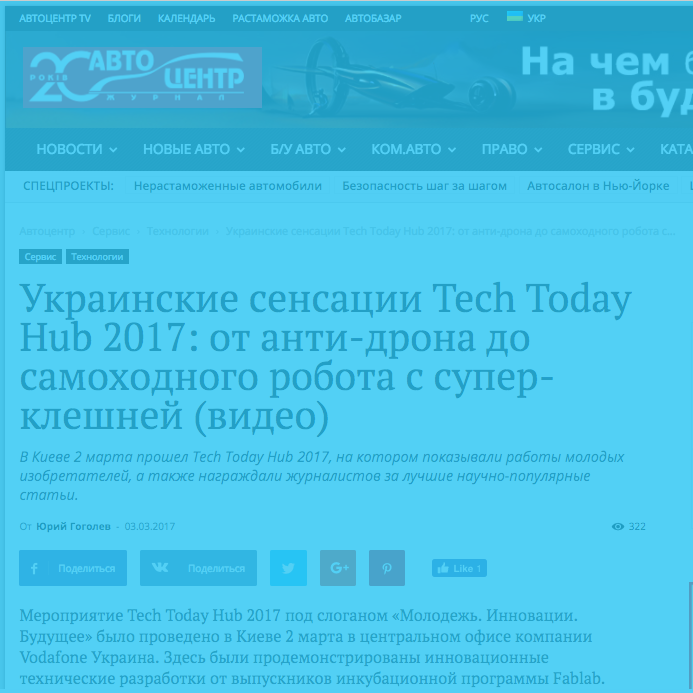 АВТОЦЕНТР TV БЛОГИ КАЛЕНДАРЬ РАСТАМОЖКА АВТО АВТОБАЗАР РУС УКР
20 РОКІВ АВТО ЦЕНТР
ЖУРНАЛ
На чем
в
НОВОСТИ НОВЫЕ АВТО Б/У АВТО КОМ.АВТО ПРАВО СЕРВИС КАТА
СПЕЦПРОЕКТЫ: Нерастаможенные автомобили Безопасность шаг за шагом Автосалон в Нью-Йорке
Автоцентр › Сервис › Технологии › Украинские сенсации Tech Today Hub 2017: от анти-дрона до самоходного робота с...
Сервис Технологии
Украинские сенсации Tech Today
Hub 2017: от анти-дрона до
самоходного робота с супер-
клешней (видео)
В Киеве 2 марта прошел Tech Today Hub 2017, на котором показывали работы молодых
изобретателей, а также награждали журналистов за лучшие научно-популярные
статьи.
От Юрий Гоголев - 03.03.2017 322
Поделиться Поделиться G+ Like 1
Мероприятие Tech Today Hub 2017 под слоганом «Молодежь. Инновации.
Будущее» было проведено в Киеве 2 марта в центральном офисе компании
Vodafone Украина. Здесь были продемонстрированы инновационные
технические разработки от выпускников инкубационной программы Fablab.